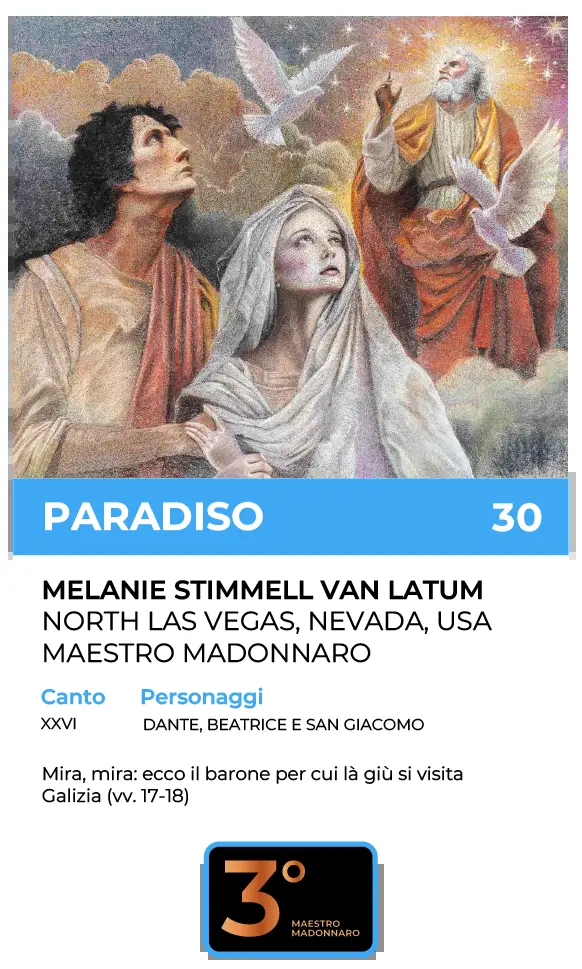 PARADISO 30
MELANIE STIMMELL VAN LATUM
NORTH LAS VEGAS, NEVADA, USA
MAESTRO MADONNARO
Canto Personaggi
XXVI DANTE, BEATRICE E SAN GIACOMO
Mira, mira: ecco il barone per cui là giù si visita
Galizia (vv. 17-18)
3°
MAESTRO
MADONNARO